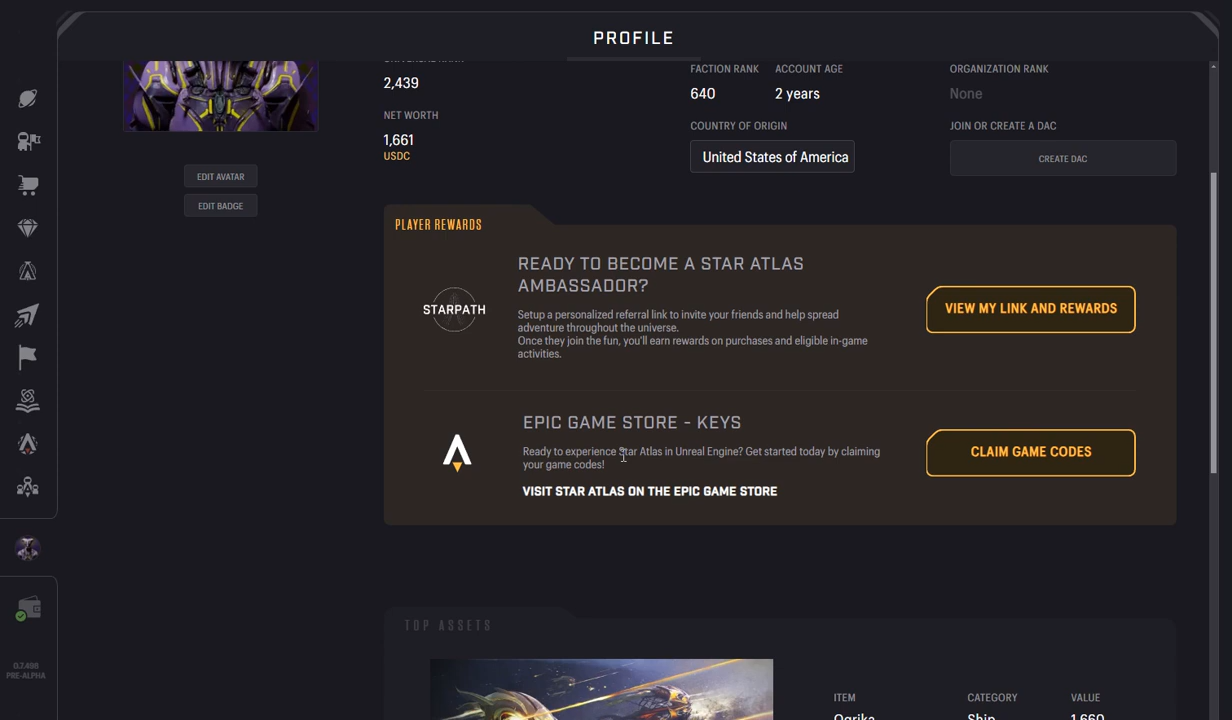 PROFILE
2,439
FACTION RANK
ACCOUNT AGE
ORGANIZATION RANK
640
2 years
None
NET WORTH
1,661
USDC
COUNTRY OF ORIGIN
United States of America
JOIN OR CREATE A DAC
CREATE DAC
EDIT AVATAR
EDIT BADGE
PLAYER REWARDS
STARPATH
READY TO BECOME A STAR ATLAS
AMBASSADOR?
Setup a personalized referral link to invite your friends and help spread
adventure throughout the universe.
Once they join the fun, you'll earn rewards on purchases and eligible in-game
activities.
VIEW MY LINK AND REWARDS
EPIC GAME STORE - KEYS
Ready to experience Star Atlas in Unreal Engine? Get started today by claiming
your game codes!
VISIT STAR ATLAS ON THE EPIC GAME STORE
CLAIM GAME CODES
TOP ASSETS
ITEM
CATEGORY
VALUE
Ogrika
Ship
1,660
0.7.498
PRE-ALPHA